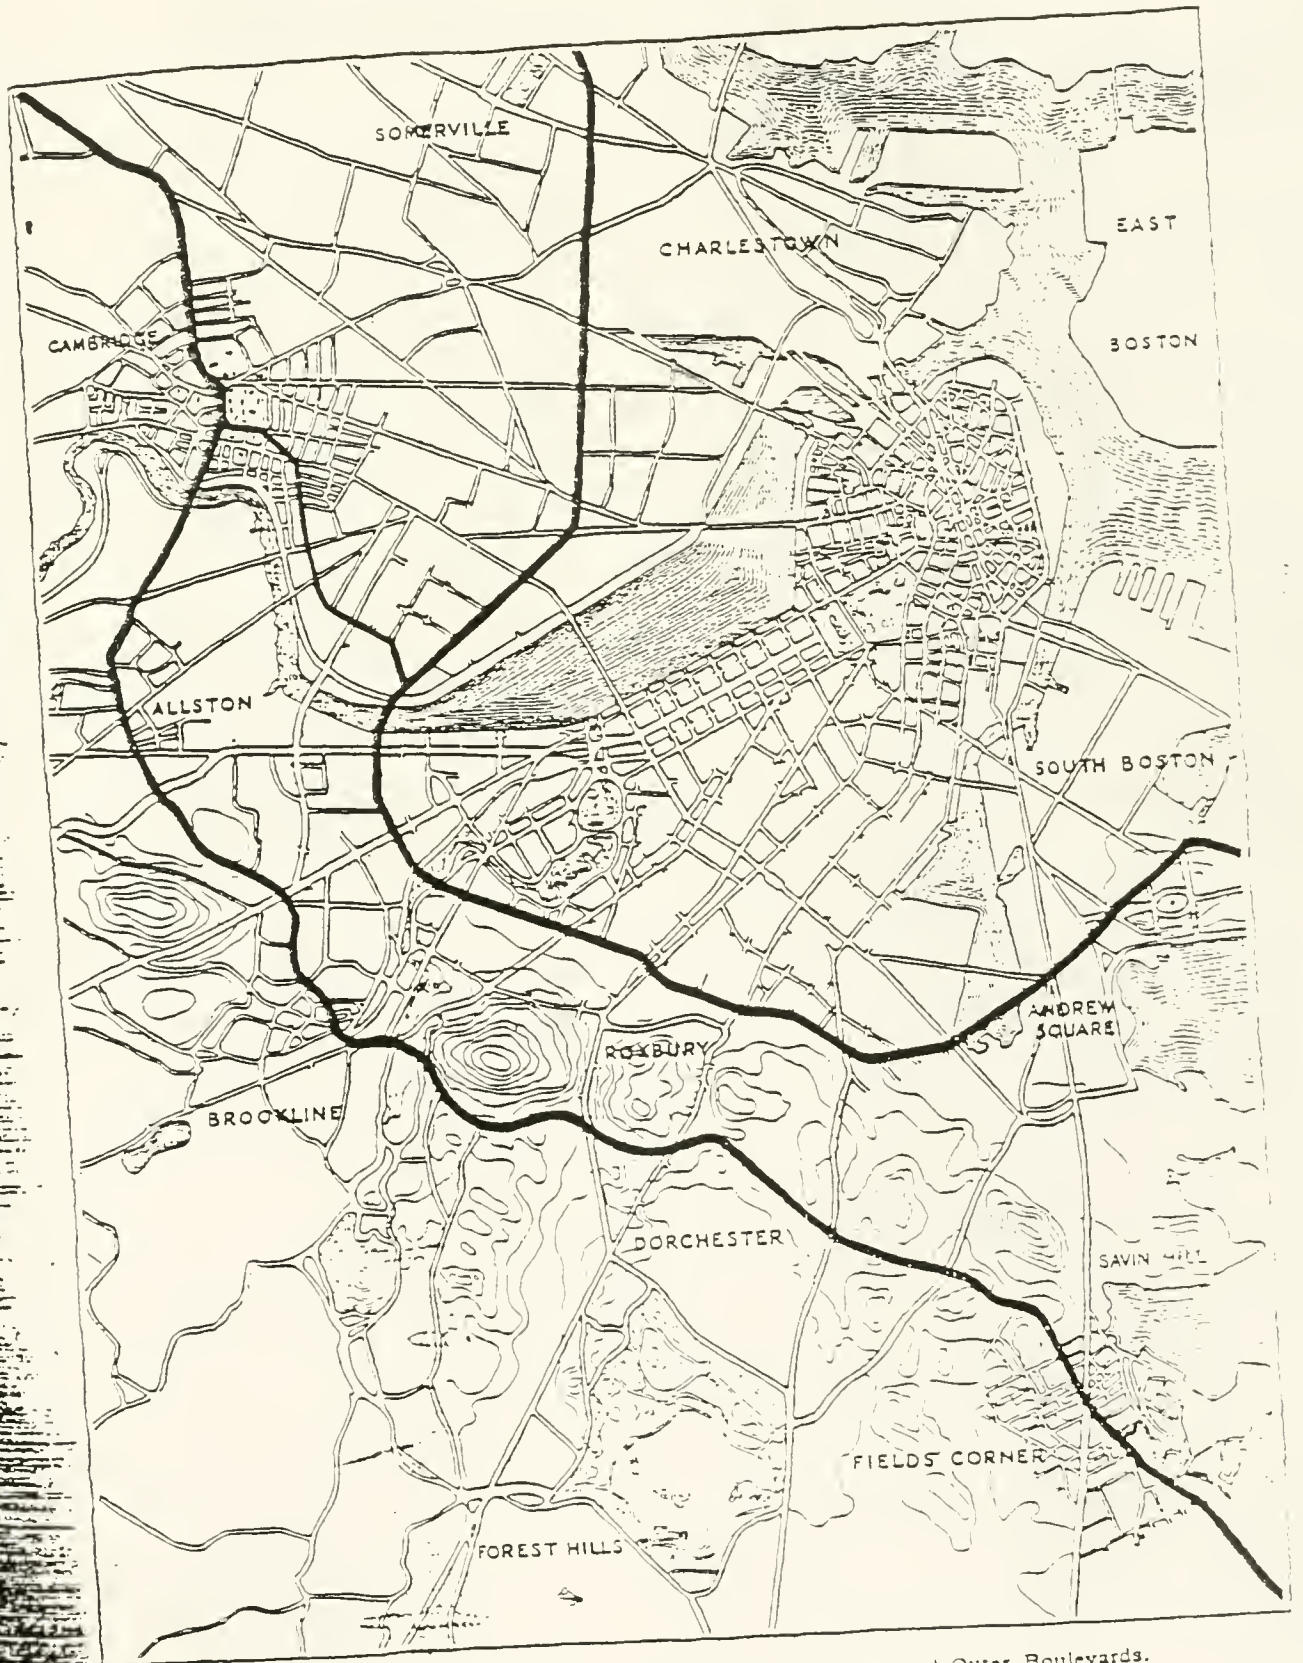 SOMERVILLE
CHARLESTOWN
EAST
BOSTON
CAMBRIDGE
ALLSTON
SOUTH BOSTON
ANDREW
SQUARE
ROXBURY
BROOKLINE
DORCHESTER
SAVIN HILL
FIELDS CORNER
FOREST HILLS
Outer Boulevards.